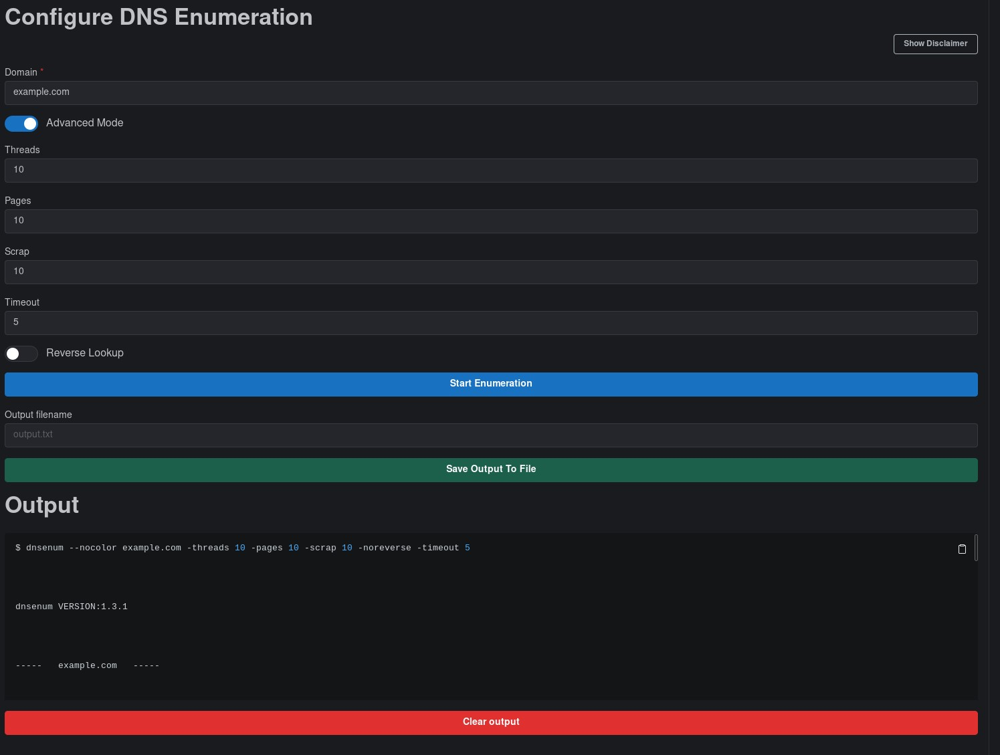 Configure DNS Enumeration
Show Disclaimer
Domain *
example.com
Advanced Mode
Threads
10
Pages
10
Scrap
10
Timeout
5
Reverse Lookup
Start Enumeration
Output filename
output.txt
Save Output To File
Output
$ dnsenum --nocolor example.com -threads 10 -pages 10 -scrap 10 -noreverse -timeout 5
dnsenum VERSION:1.3.1
-----   example.com   -----
Clear output